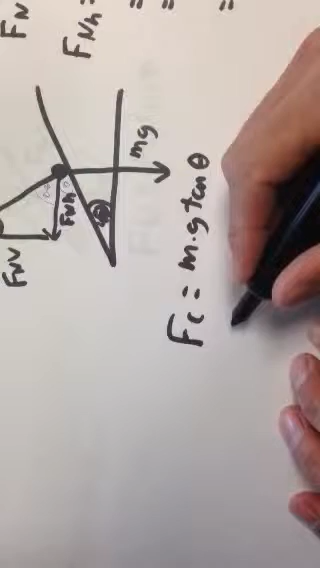 FNV
FN
FNh
FNh =
θ
=
mg
=
Fc = m·g tanθ
=